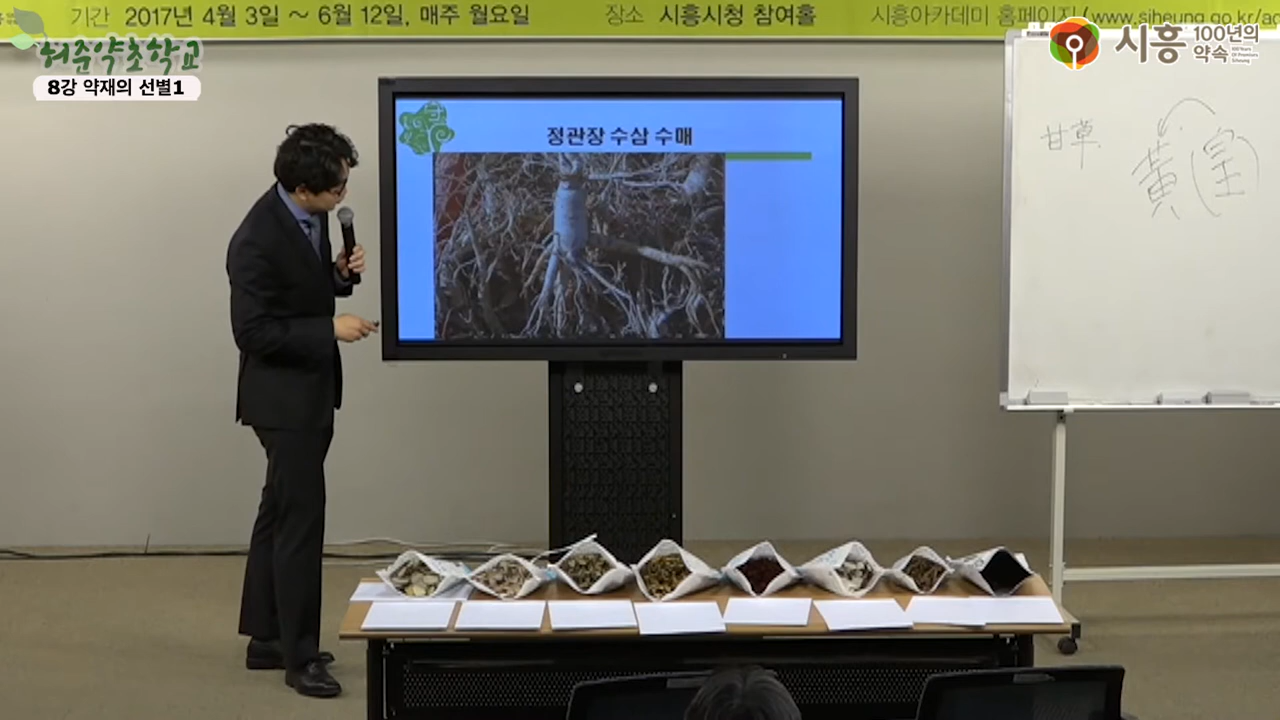 기간 2017년 4월 3일 ~ 6월 12일, 매주 월요일 장소 시흥시청 참여홀 시흥아카데미 홈페이지(www.siheung.go.kr/ac
허준약초학교
8강 약재의 선별1
시흥 100년의 약속
정관장 수삼 수매
甘草
黃